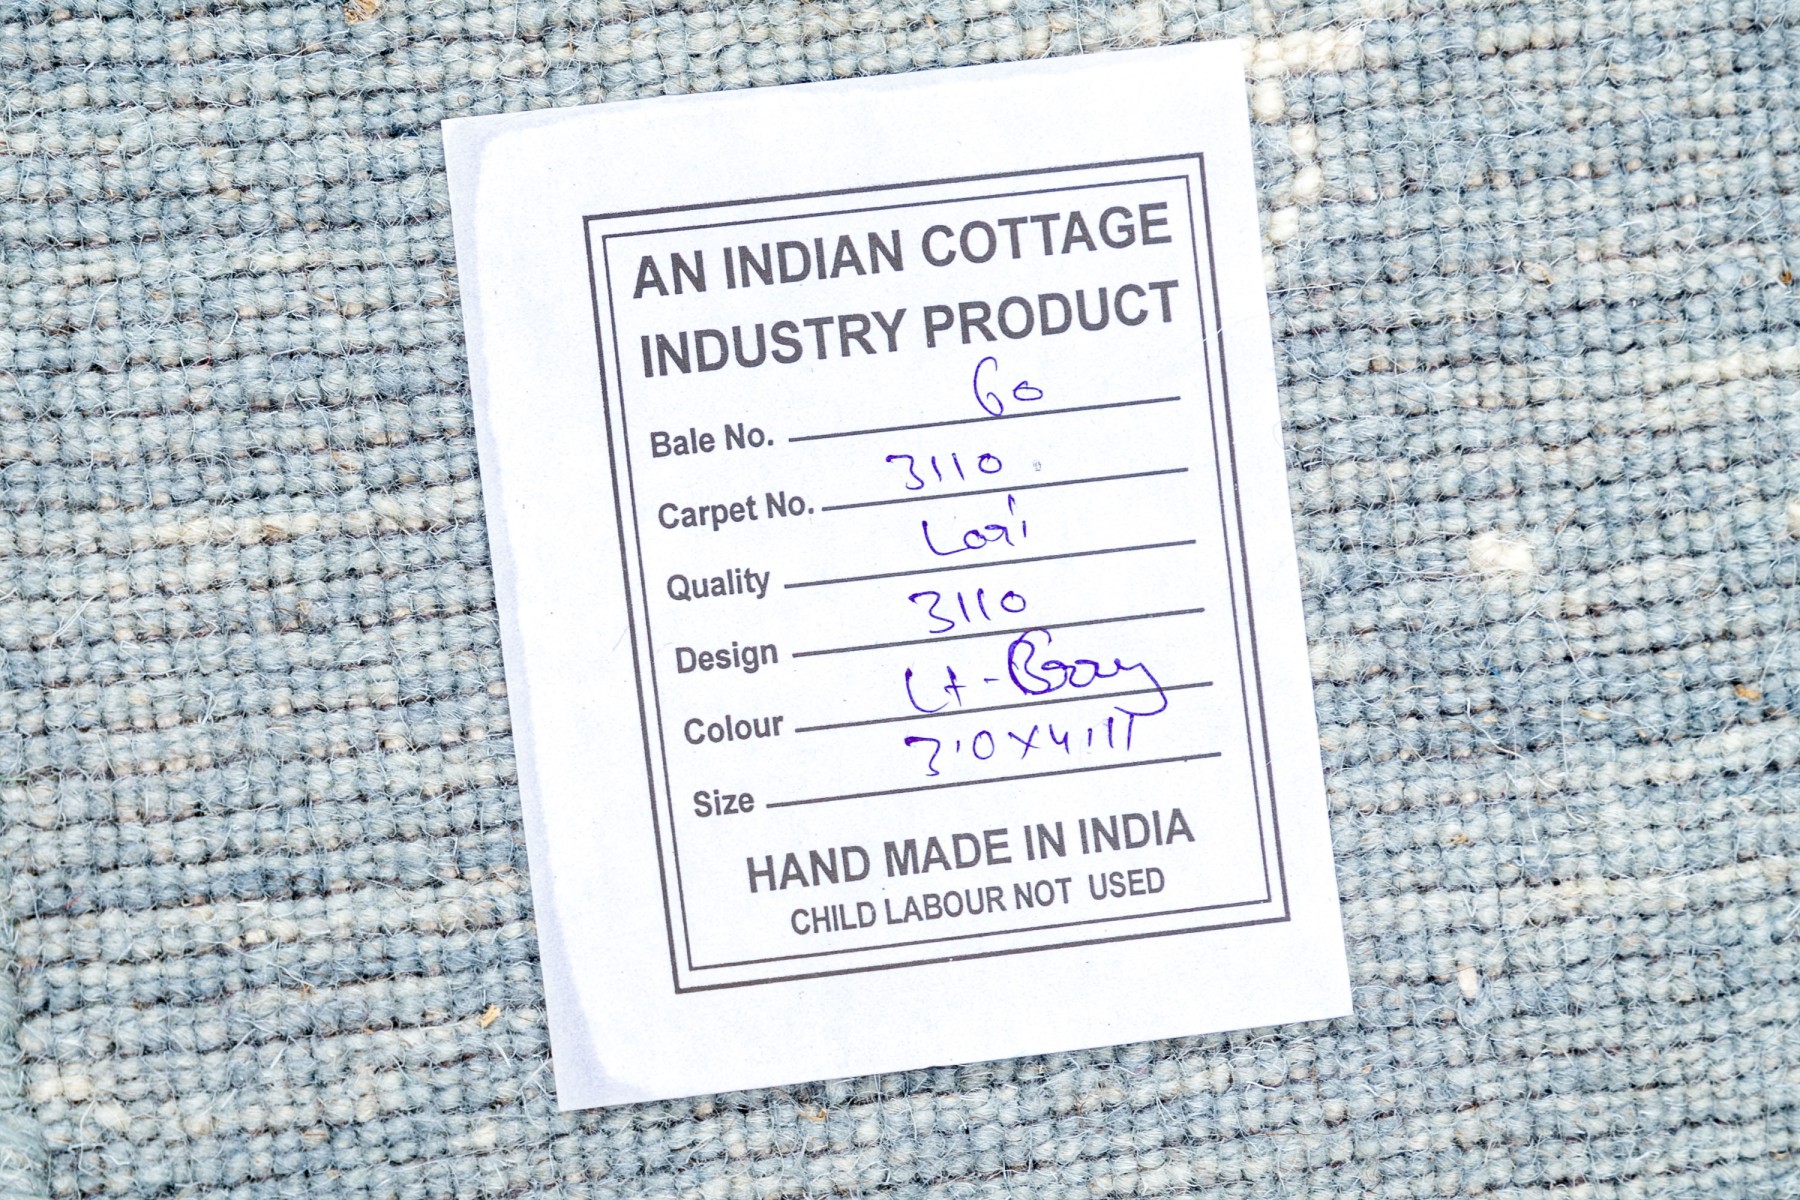 AN INDIAN COTTAGE
INDUSTRY PRODUCT
Bale No. 60
Carpet No. 3110
Quality Lori
Design 3110
Colour Lt-Gray
Size 3'0X4'11
HAND MADE IN INDIA
CHILD LABOUR NOT USED